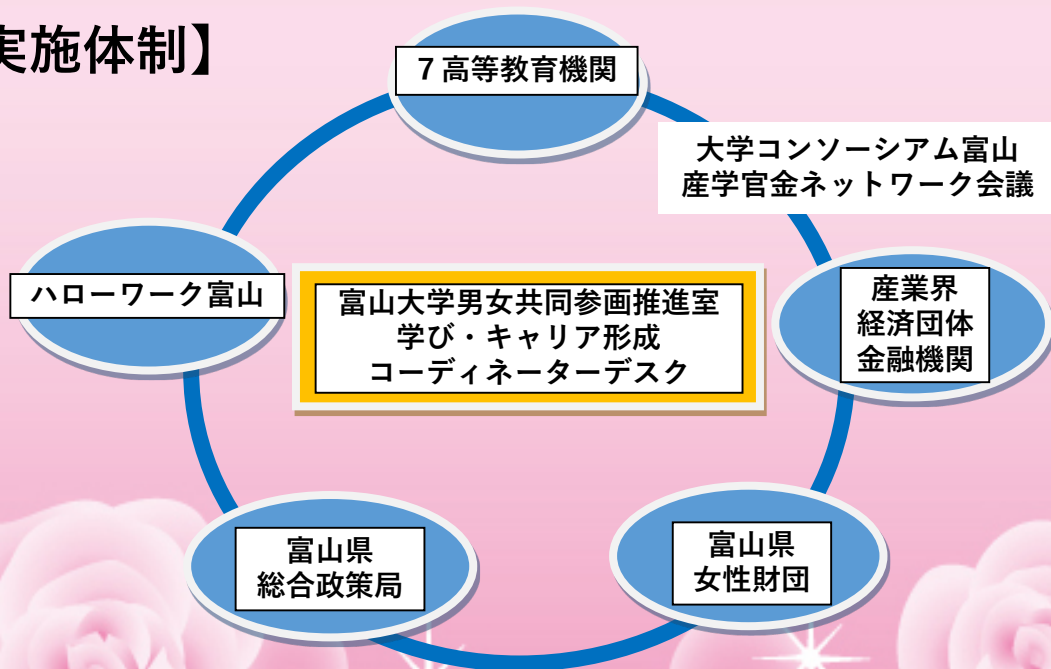 実施体制】
7高等教育機関
大学コンソーシアム富山
産学官金ネットワーク会議
ハローワーク富山
富山大学男女共同参画推進室
学び・キャリア形成
コーディネーターデスク
産業界
経済団体
金融機関
富山県
総合政策局
富山県
女性財団